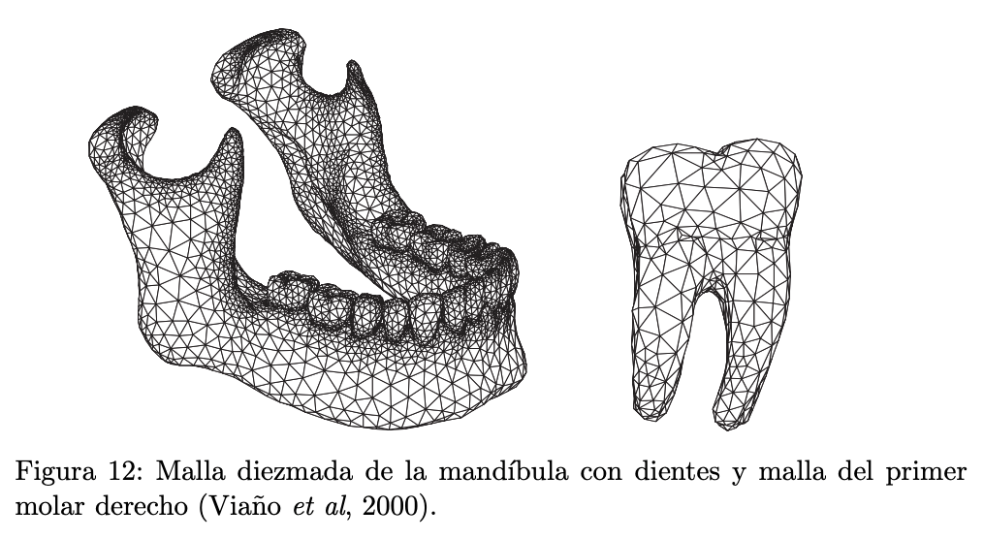 Figura 12: Malla diezmada de la mandíbula con dientes y malla del primer
molar derecho (Viaño et al, 2000).